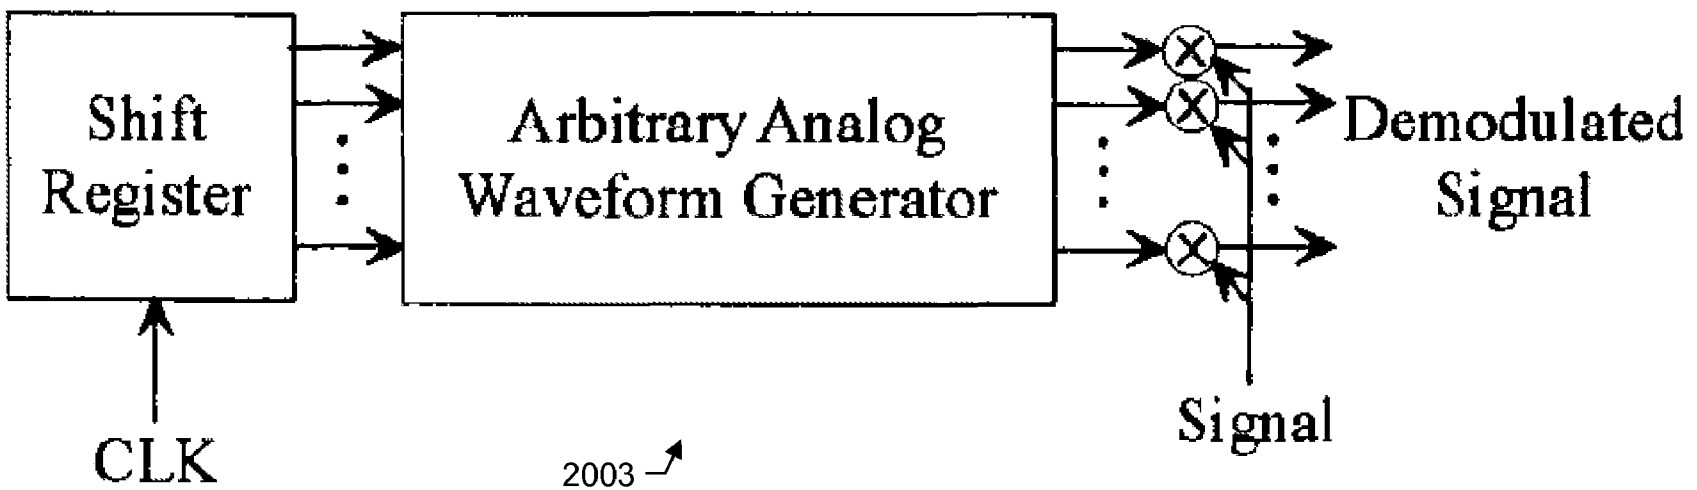 Shift
Register
Arbitrary Analog
Waveform Generator
Demodulated
Signal
Signal
CLK
2003